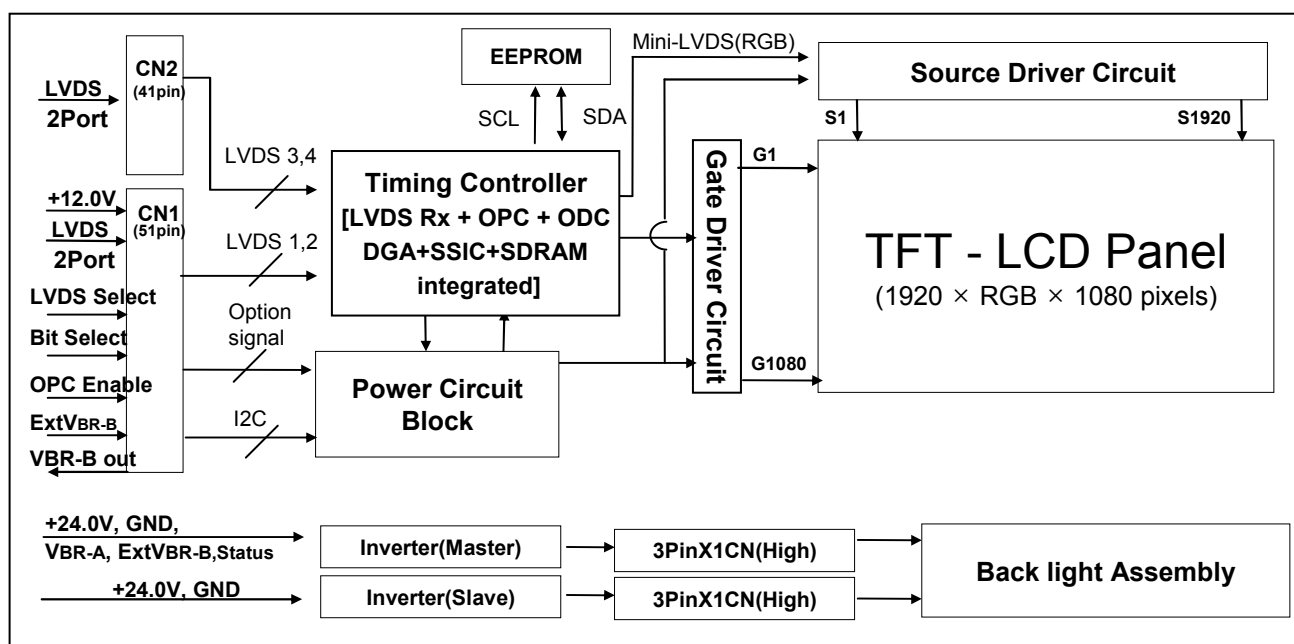 EEPROM
SCL
SDA
Mini-LVDS(RGB)
Source Driver Circuit
S1
S1920
CN2
(41pin)
LVDS
2Port
LVDS 3,4
+12.0V
LVDS
2Port
LVDS Select
Bit Select
OPC Enable
ExtVBR-B
VBR-B out
CN1
(51pin)
LVDS 1,2
Option
signal
I2C
Timing Controller
[LVDS Rx + OPC + ODC
DGA+SSIC+SDRAM
integrated]
Power Circuit
Block
Gate Driver Circuit
G1
G1080
TFT - LCD Panel
(1920 × RGB × 1080 pixels)
+24.0V, GND,
VBR-A, ExtVBR-B,Status
Inverter(Master)
3PinX1CN(High)
+24.0V, GND
Inverter(Slave)
3PinX1CN(High)
Back light Assembly